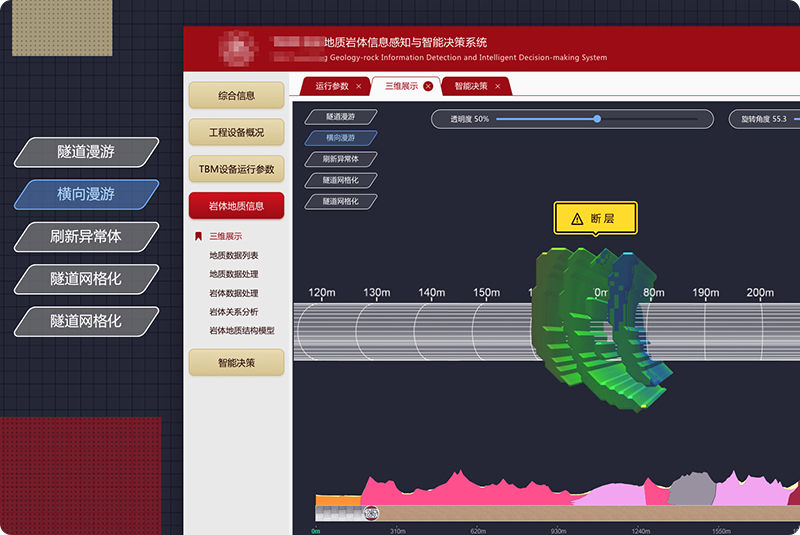 地质岩体信息感知与智能决策系统
g Geology-rock Information Detection and Intelligent Decision-making System
运行参数 ×
三维展示 ×
智能决策 ×
综合信息
工程设备概况
TBM设备运行参数
岩体地质信息
三维展示
地质数据列表
地质数据处理
岩体数据处理
岩体关系分析
岩体地质结构模型
智能决策
隧道漫游
横向漫游
刷新异常体
隧道网格化
隧道网格化
隧道漫游
横向漫游
刷新异常体
隧道网格化
隧道网格化
透明度 50%
旋转角度 55.3
断 层
120m 130m 140m 150m 0m 80m 190m 200m
0m 310m 620m 930m 1240m 1550m